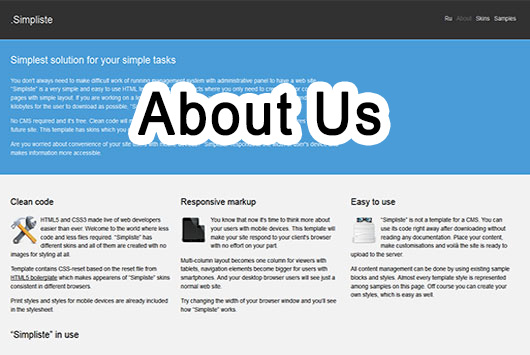 .Simpliste
Ru About Skins Samples
Simplest solution for your simple tasks
You don't always need to make difficult work of running management system with administrative panel to have a web site.
"Simpliste" is a very simple and easy to use HTML
where you only need to create
or
pages with simple layout. If you are working on a
kilobytes for the user to download as possible, "S
No CMS required and it's free. Clean code will m
ures of
future site. This template has skins which you
Are you worried about convenience of your site
makes information more accessible.
About Us
Clean code
HTML5 and CSS3 made live of web developers
easier than ever. Welcome to the world where less
code and less files required. "Simpliste" has
different skins and all of them are created with no
images for styling at all.
Template contains CSS-reset based on the reset file from
HTML5 boilerplate which makes appearance of "Simpliste" skins
consistent in different browsers.
Print styles and styles for mobile devices are already included
in the stylesheet.
Responsive markup
You know that now it's time to think more about
your users with mobile devices. This template will
make your site respond to your client's browser
with no effort on your part.
Multi-column layout becomes one column for viewers with
tablets, navigation elements become bigger for users with
smartphones. And your desktop browser users will see just a
normal web site.
Try changing the width of your browser window and you'll see
how "Simpliste" works.
Easy to use
"Simpliste" is not a template for a CMS. You can
use its code right away after downloading without
reading any documentation. Place your content,
make customisations and voilà the site is ready to
upload to the server.
All content management can be done by using existing sample
blocks and styles. Almost every template style is represented
among samples on this page. Off course you can create your
own styles, which is easy as well.
"Simpliste" in use